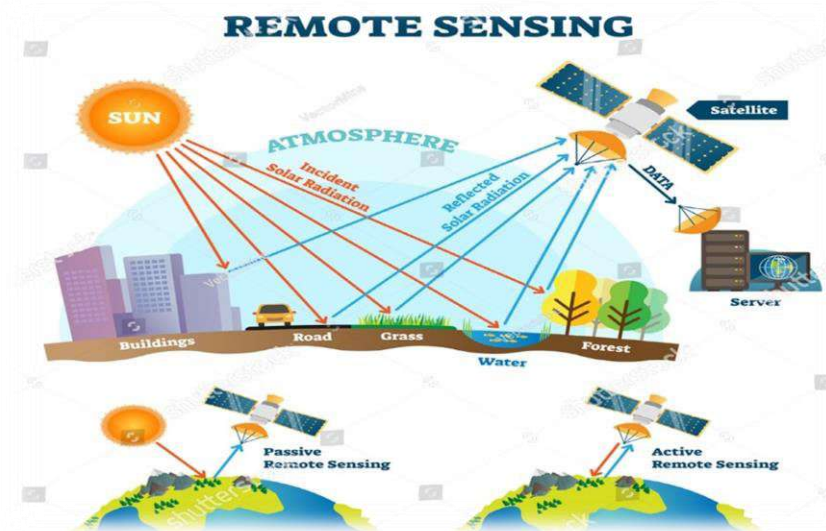 REMOTE SENSING
SUN
ATMOSPHERE
Incident
Solar Radiation
Reflected
Solar Radiation
Satellite
DATA
Server
Buildings
Road
Grass
Water
Forest
Passive
Remote Sensing
Active
Remote Sensing
VectorMine